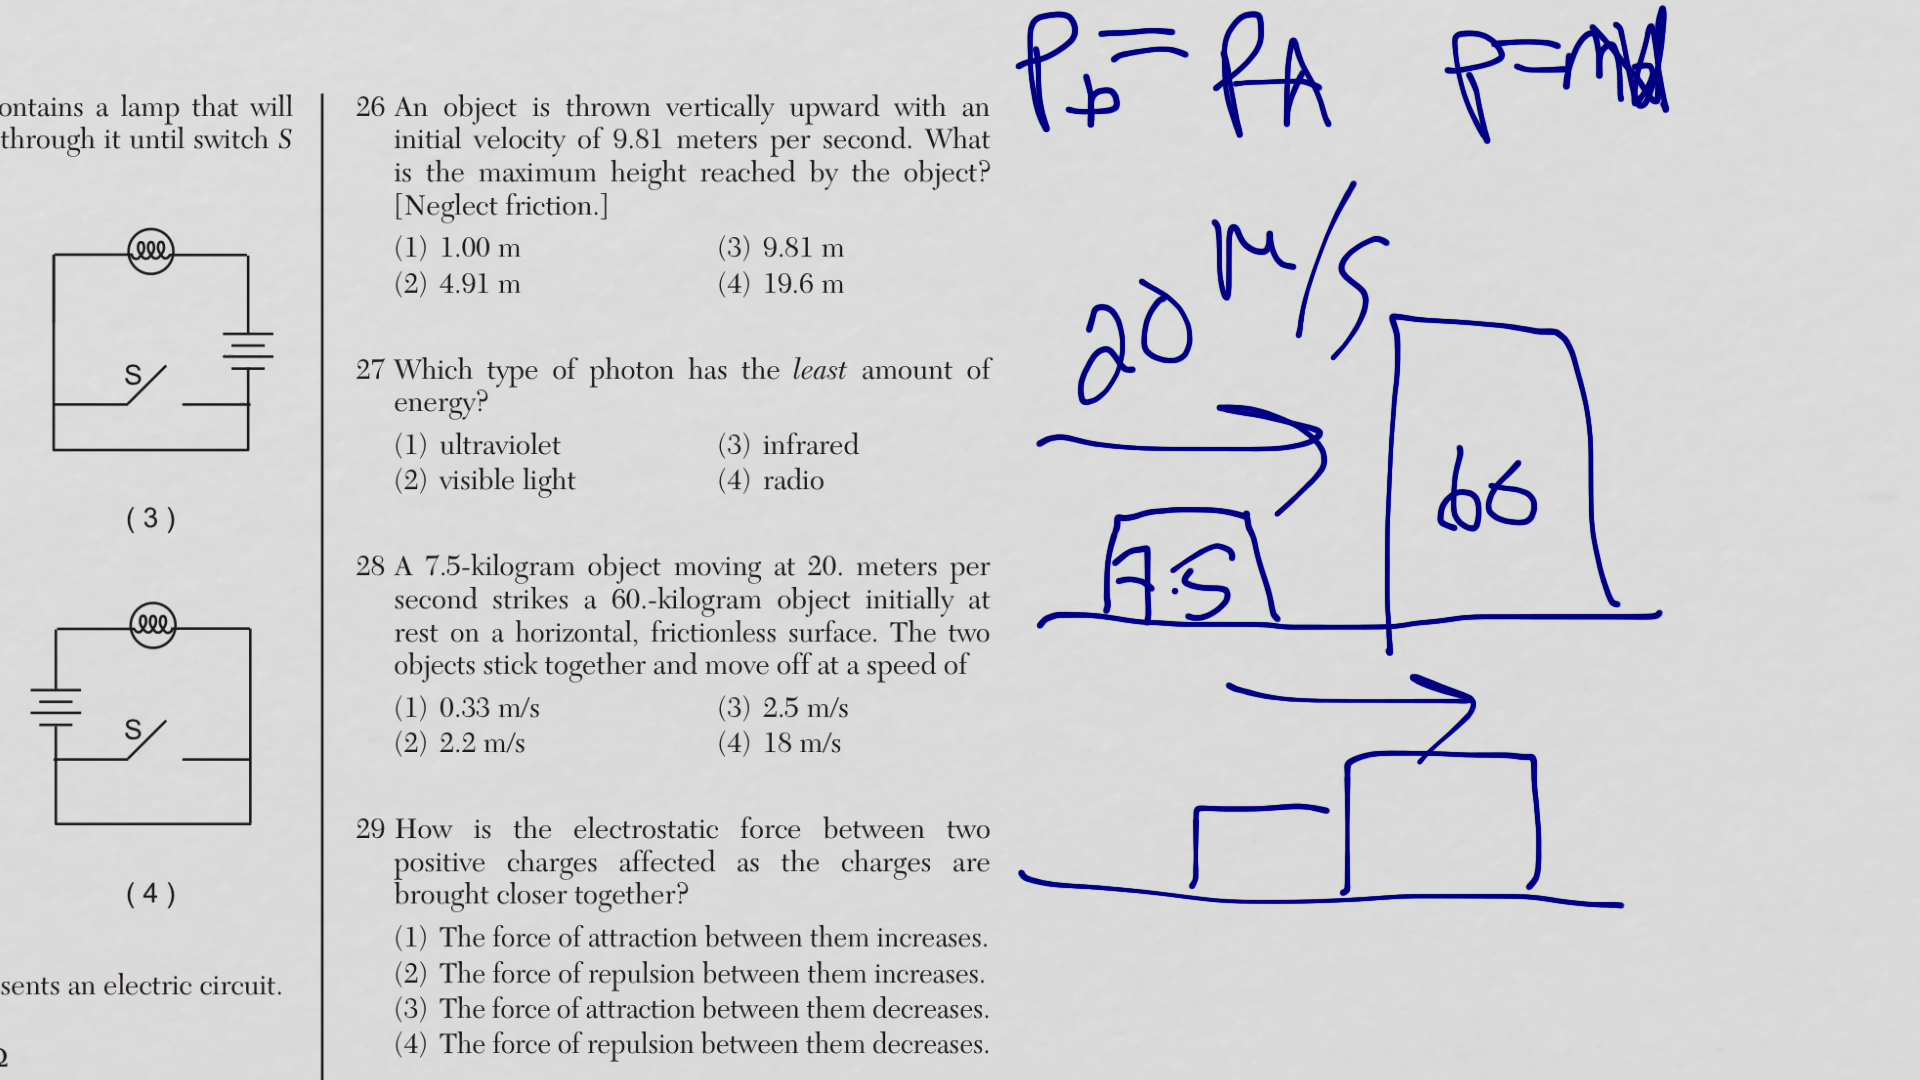 ontains a lamp that will
through it until switch S
S
(3)
S
(4)
sents an electric circuit.
26 An object is thrown vertically upward with an
initial velocity of 9.81 meters per second. What
is the maximum height reached by the object?
[Neglect friction.]
(1) 1.00 m (3) 9.81 m
(2) 4.91 m (4) 19.6 m
27 Which type of photon has the least amount of
energy?
(1) ultraviolet (3) infrared
(2) visible light (4) radio
28 A 7.5-kilogram object moving at 20. meters per
second strikes a 60.-kilogram object initially at
rest on a horizontal, frictionless surface. The two
objects stick together and move off at a speed of
(1) 0.33 m/s (3) 2.5 m/s
(2) 2.2 m/s (4) 18 m/s
29 How is the electrostatic force between two
positive charges affected as the charges are
brought closer together?
(1) The force of attraction between them increases.
(2) The force of repulsion between them increases.
(3) The force of attraction between them decreases.
(4) The force of repulsion between them decreases.
Pb = PA
20 M/S
7.5
60